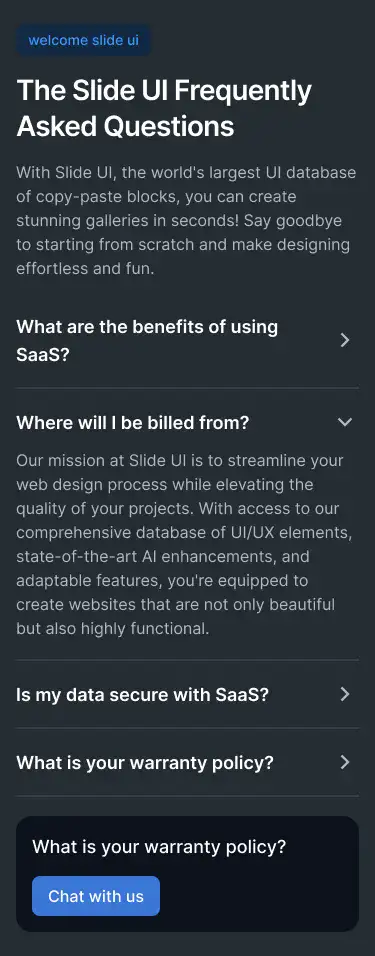 welcome slide ui
The Slide UI Frequently
Asked Questions
With Slide UI, the world's largest UI database
of copy-paste blocks, you can create
stunning galleries in seconds! Say goodbye
to starting from scratch and make designing
effortless and fun.
What are the benefits of using
SaaS?
Where will I be billed from?
Our mission at Slide UI is to streamline your
web design process while elevating the
quality of your projects. With access to our
comprehensive database of UI/UX elements,
state-of-the-art AI enhancements, and
adaptable features, you're equipped to
create websites that are not only beautiful
but also highly functional.
Is my data secure with SaaS?
What is your warranty policy?
What is your warranty policy?
Chat with us